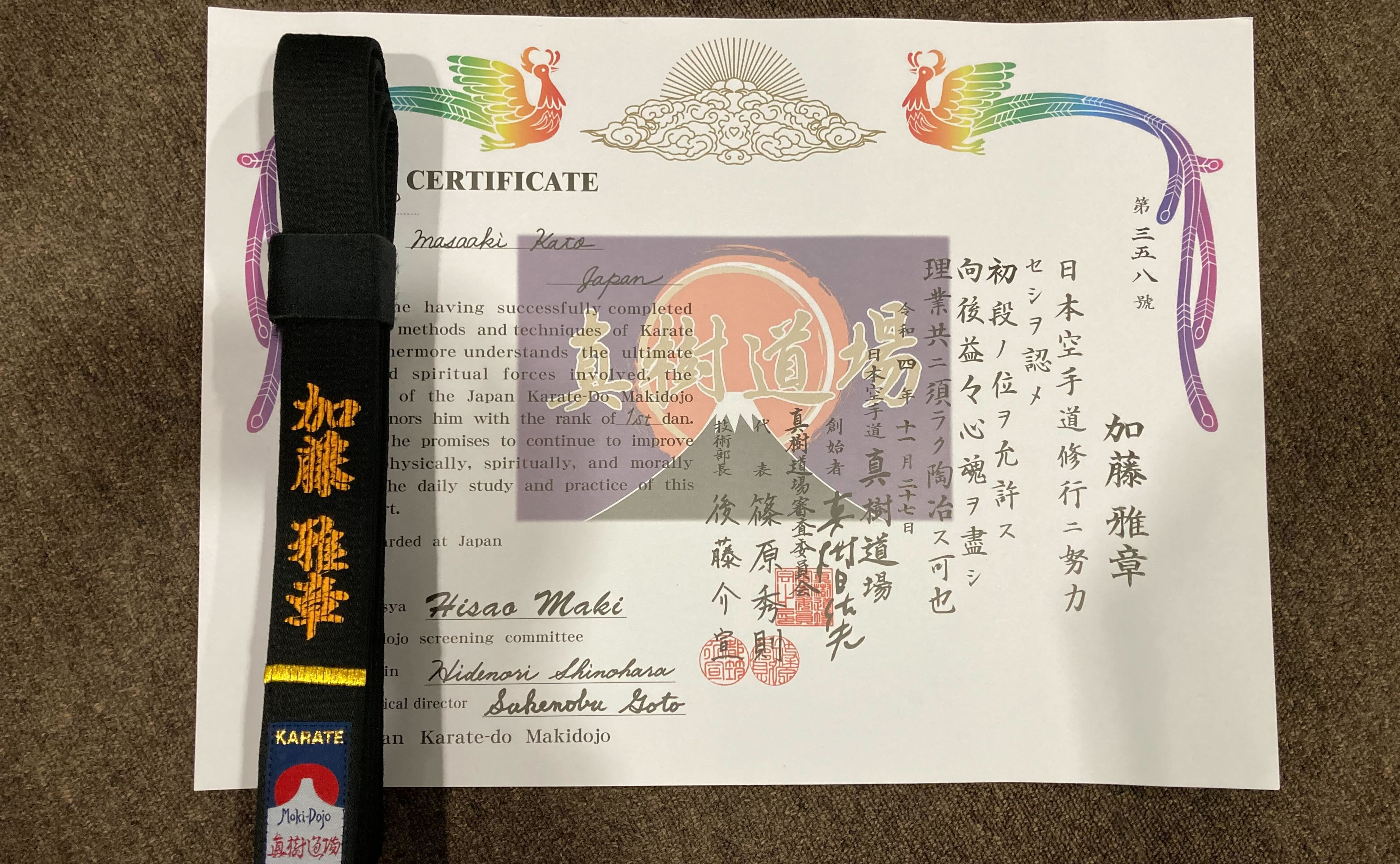 CERTIFICATE
Masaaki Kato
Japan
he having successfully completed
methods and techniques of Karate
hermore understands the ultimate
d spiritual forces involved, the
of the Japan Karate-Do Makidojo
nors him with the rank of 1st dan.
he promises to continue to improve
hysically, spiritually, and morally
he daily study and practice of this
rt.
arded at Japan
sya Hisao Maki
ojo screening committee
in Hidenori Shinohara
ical director Sukenobu Goto
an Karate-do Makidojo
真樹道場
第三五八號
加藤雅章
日本空手道修行ニ努力
セシヲ認メ
初段ノ位ヲ允許ス
向後益々心魂ヲ盡シ
理業共ニ須ラク陶冶ス可也
令和四年十一月二十七日
日本空手道 真樹道場
創始者 真樹日佐夫
真樹道場審査委員会
代表 篠原秀則
技術部長 後藤介宣
加藤 雅章
KARATE
Maki-Dojo
真樹道場